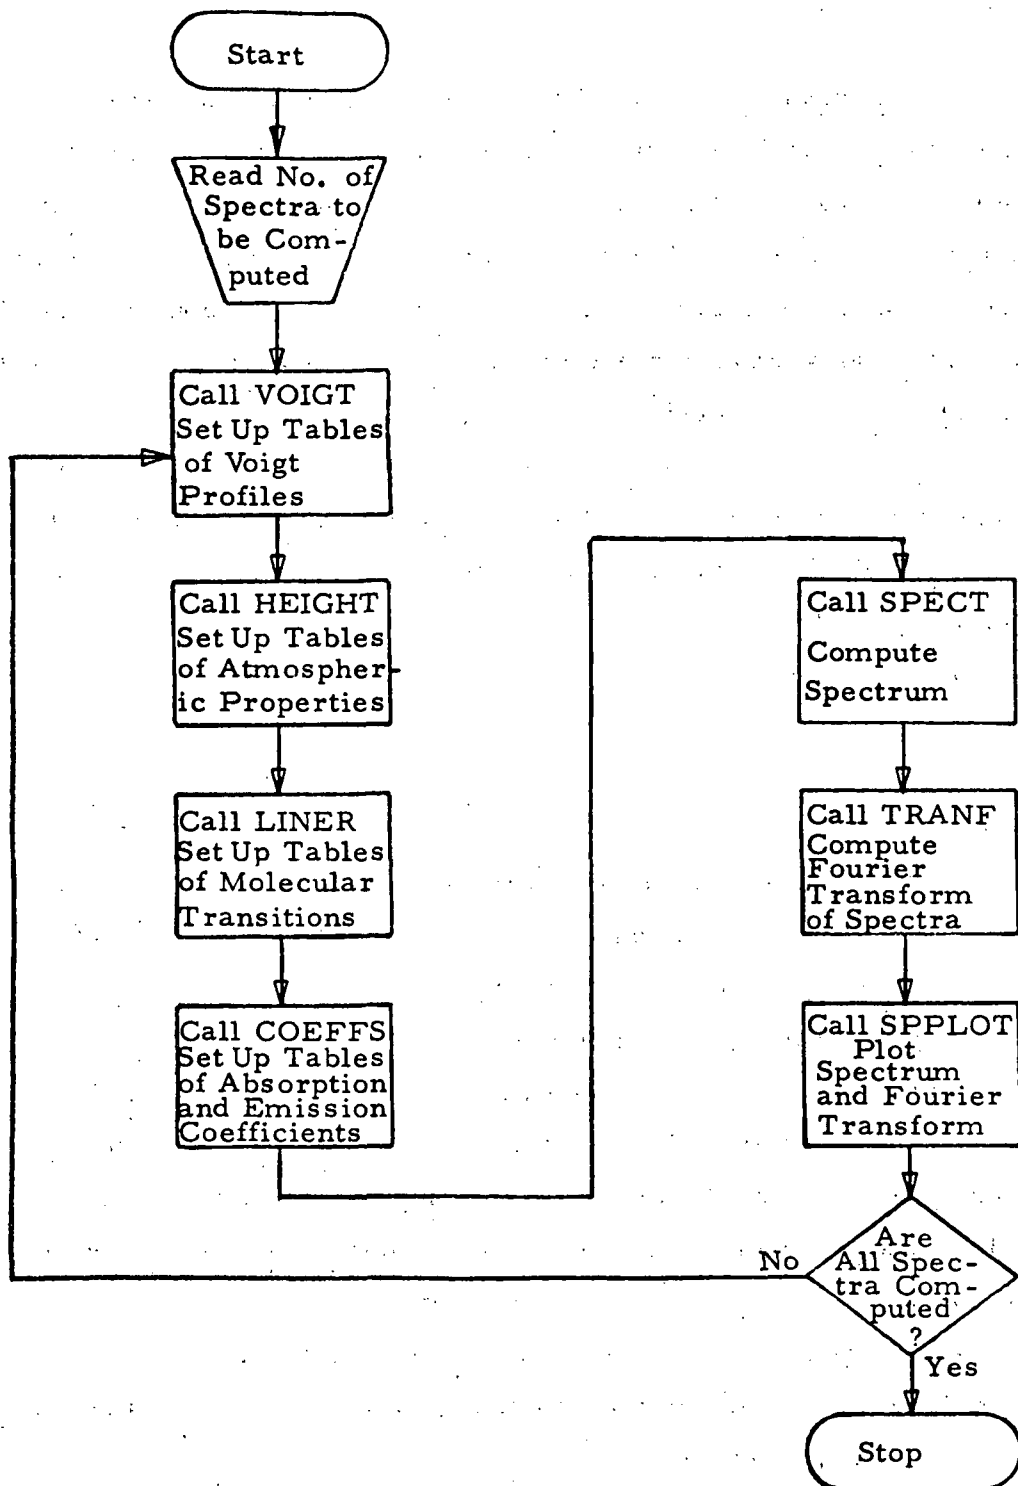 Start
Read No. of
Spectra to
be Com-
puted
Call VOIGT
Set Up Tables
of Voigt
Profiles
Call HEIGHT
Set Up Tables
of Atmospher-
ic Properties
Call LINER
Set Up Tables
of Molecular
Transitions
Call COEFFS
Set Up Tables
of Absorption
and Emission
Coefficients
Call SPECT
Compute
Spectrum
Call TRANF
Compute
Fourier
Transform
of Spectra
Call SPPLOT
Plot
Spectrum
and Fourier
Transform
Are
All Spec-
tra Com-
puted
?
No
Yes
Stop